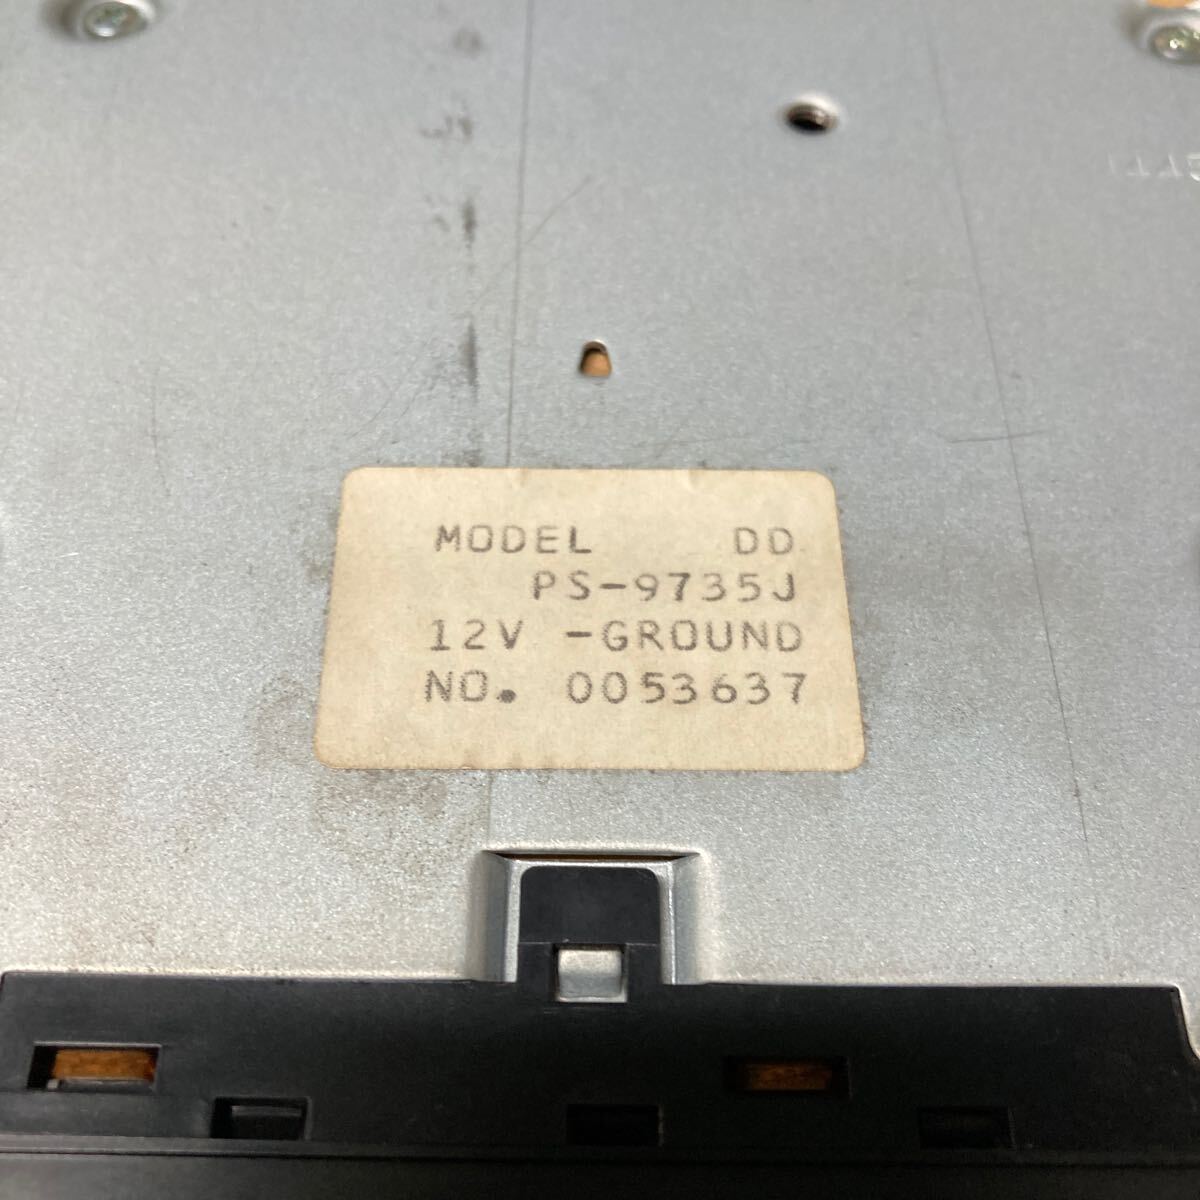 MODEL DD
PS-9735J
12V -GROUND
NO. 0053637